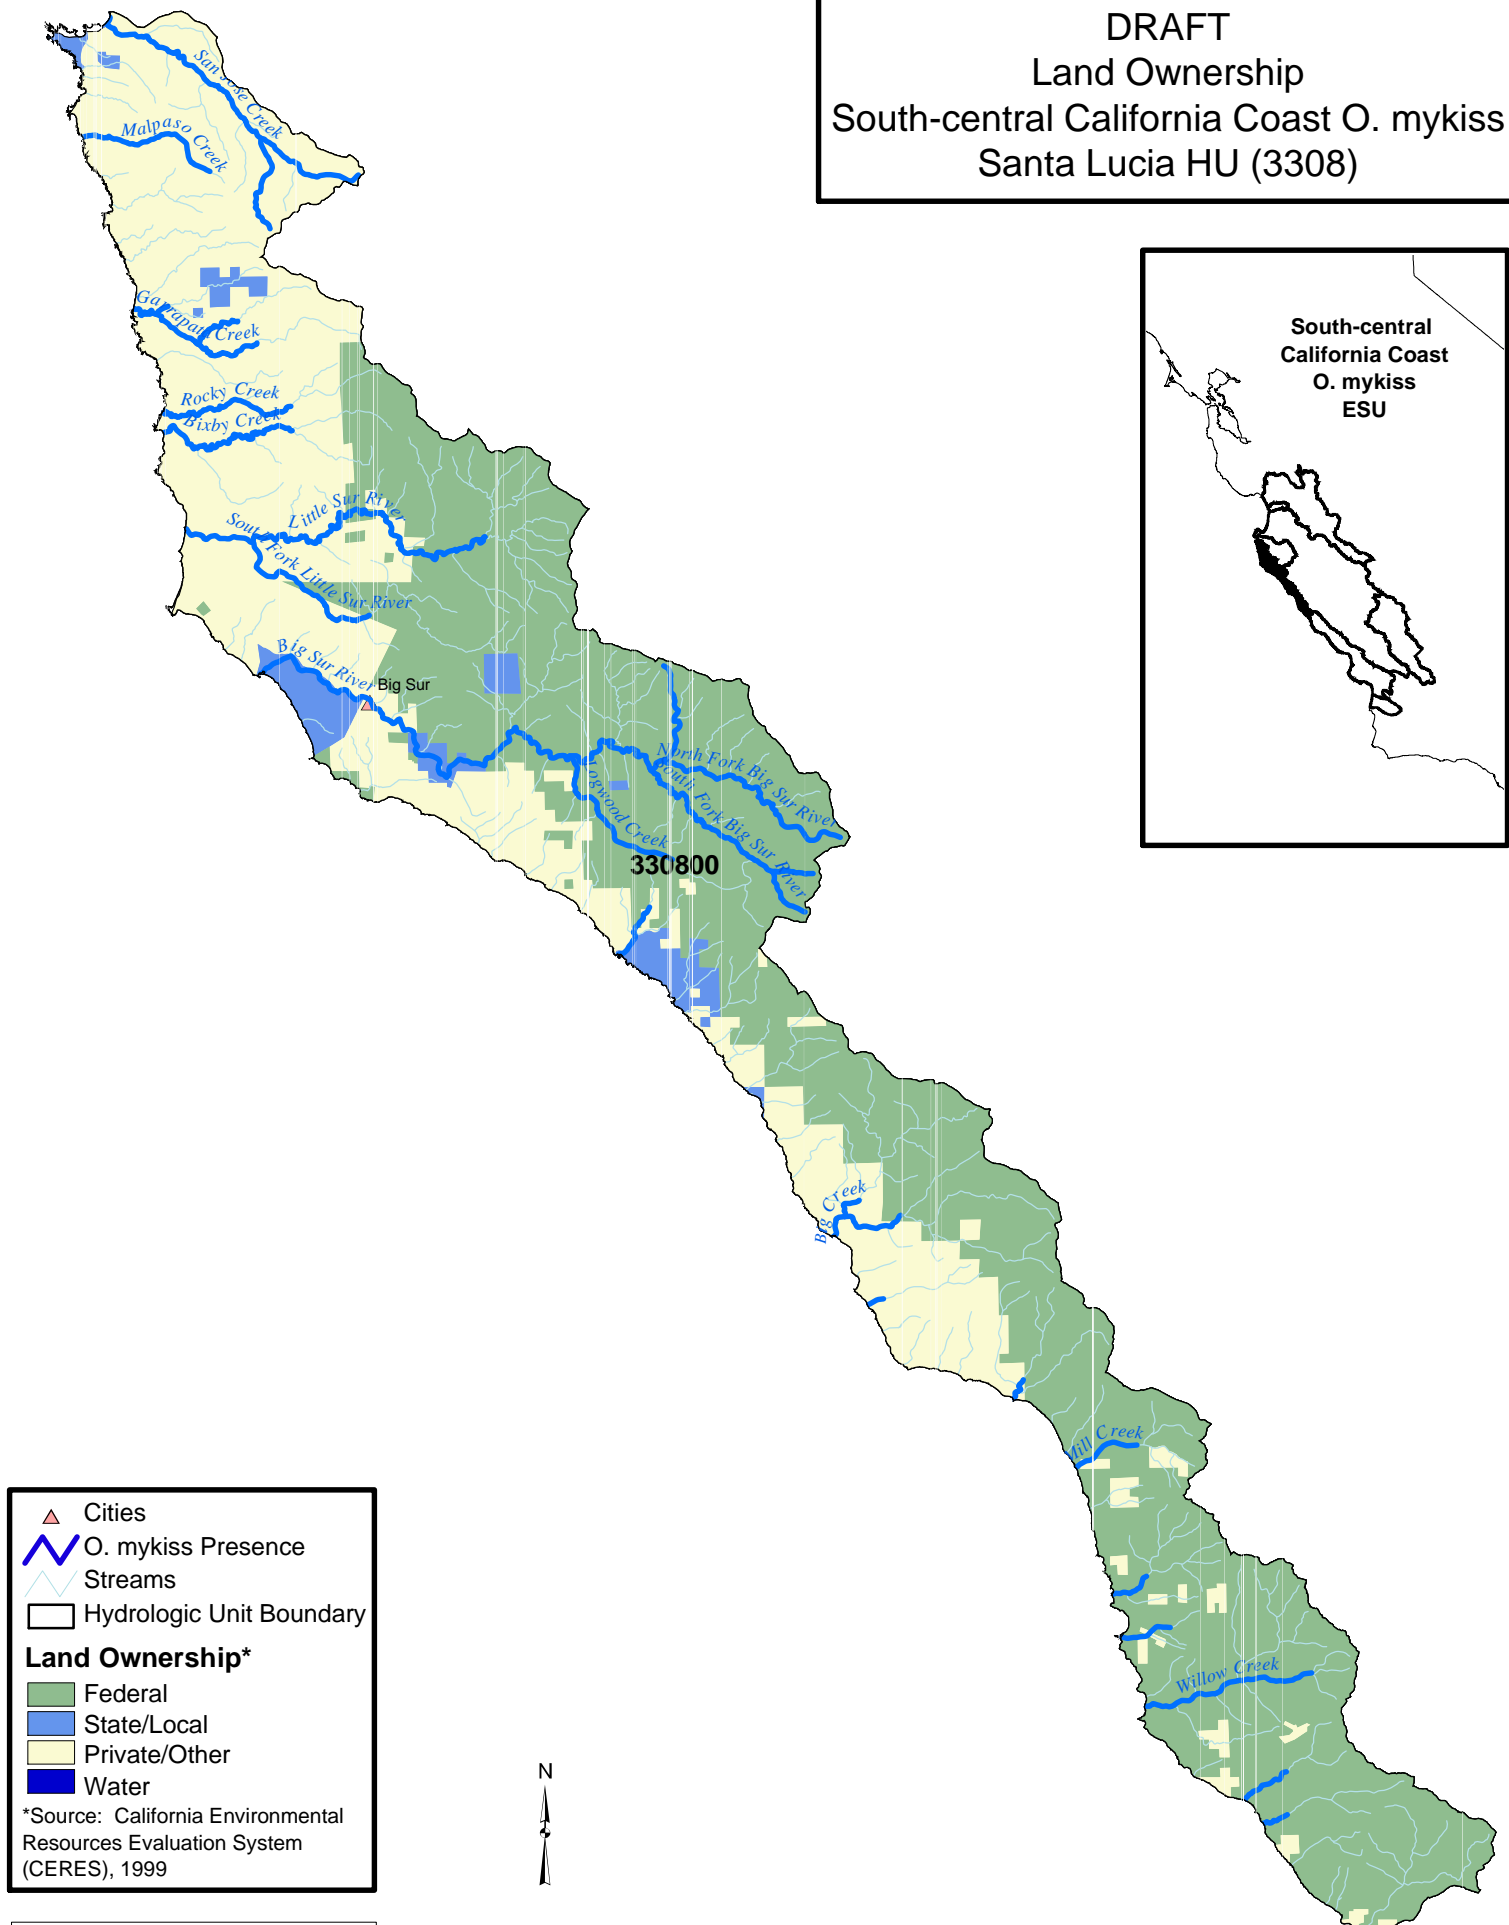 DRAFT
Land Ownership
South-central California Coast O. mykiss
Santa Lucia HU (3308)
South-central
California Coast
O. mykiss
ESU
San Jose Creek
Malpaso Creek
Garrapata Creek
Rocky Creek
Bixby Creek
Little Sur River
South Fork Little Sur River
Big Sur River
Big Sur
North Fork Big Sur River
South Fork Big Sur River
Logwood Creek
330800
Big Creek
Mill Creek
Willow Creek
Cities
O. mykiss Presence
Streams
Hydrologic Unit Boundary
Land Ownership*
Federal
State/Local
Private/Other
Water
*Source: California Environmental
Resources Evaluation System
(CERES), 1999
N